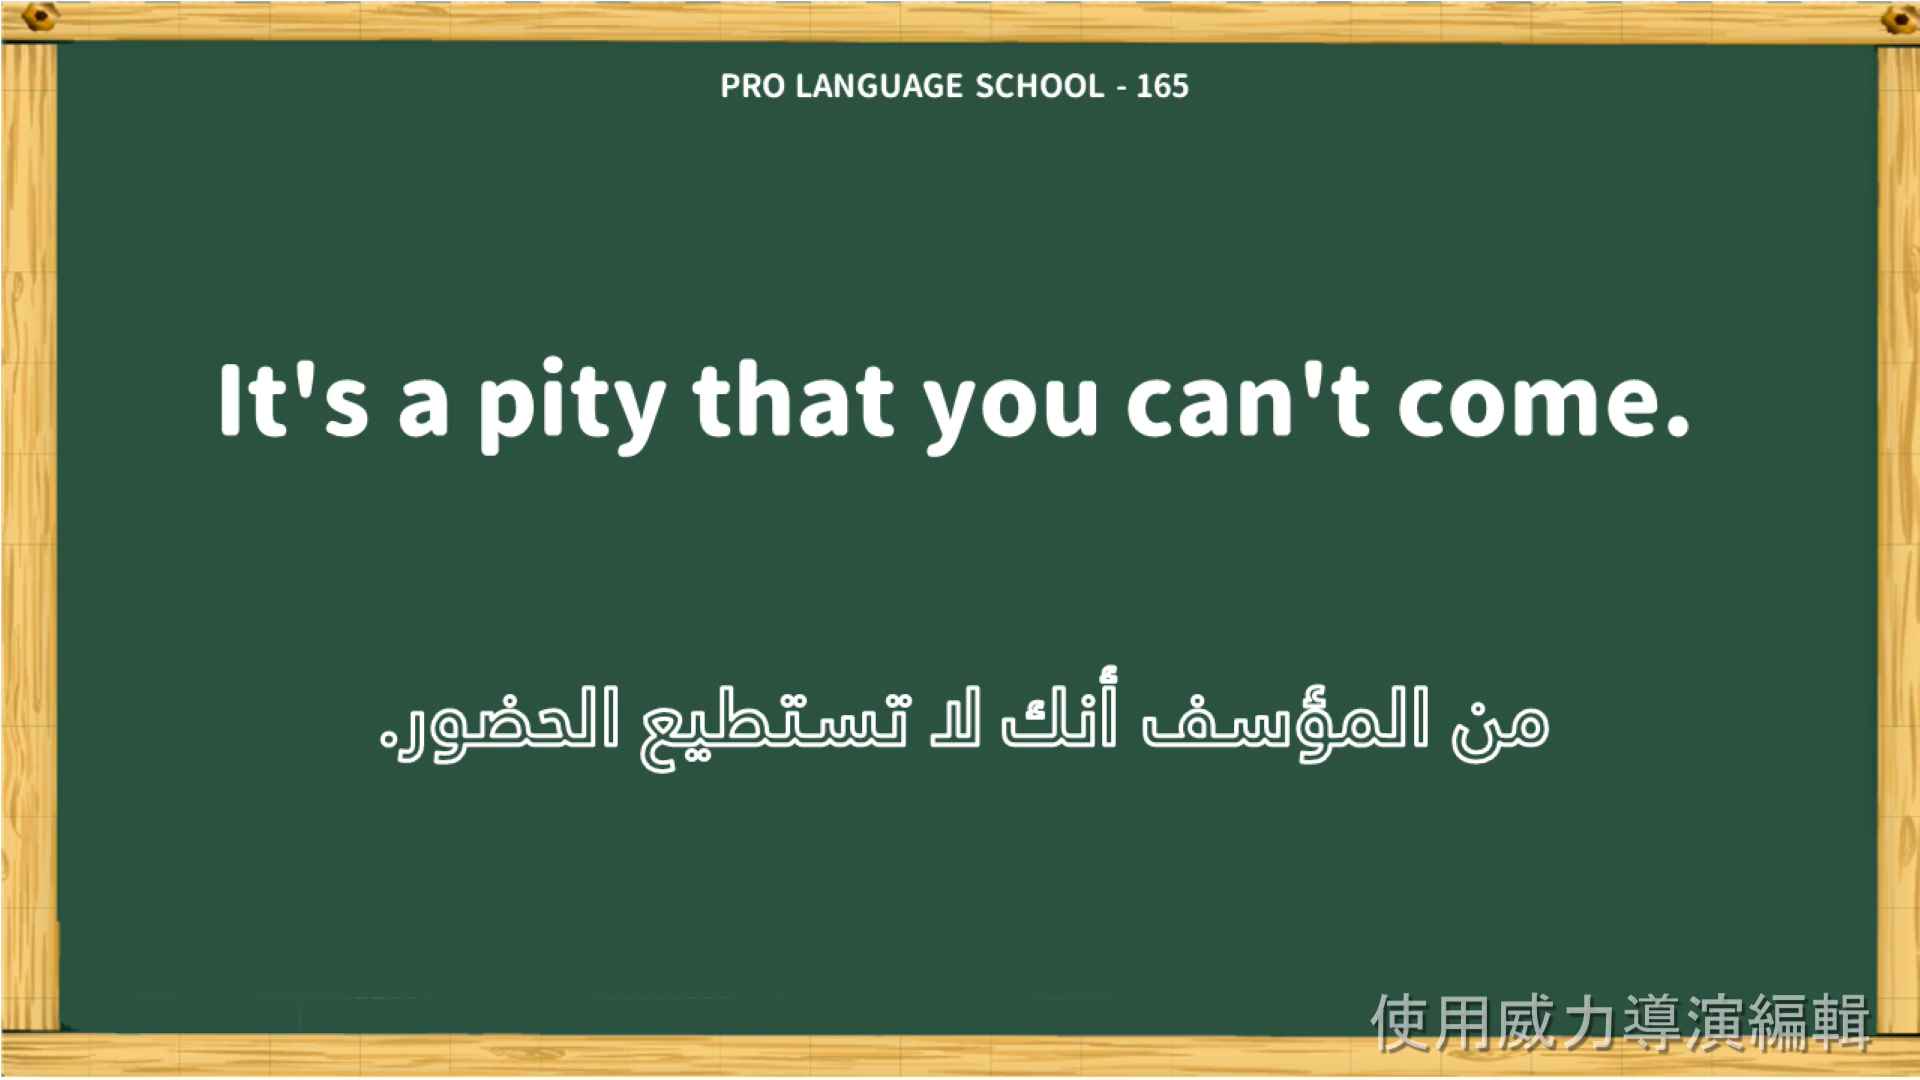 PRO LANGUAGE SCHOOL - 165
It's a pity that you can't come.
من المؤسف أنك لا تستطيع الحضور.
使用威力導演編輯